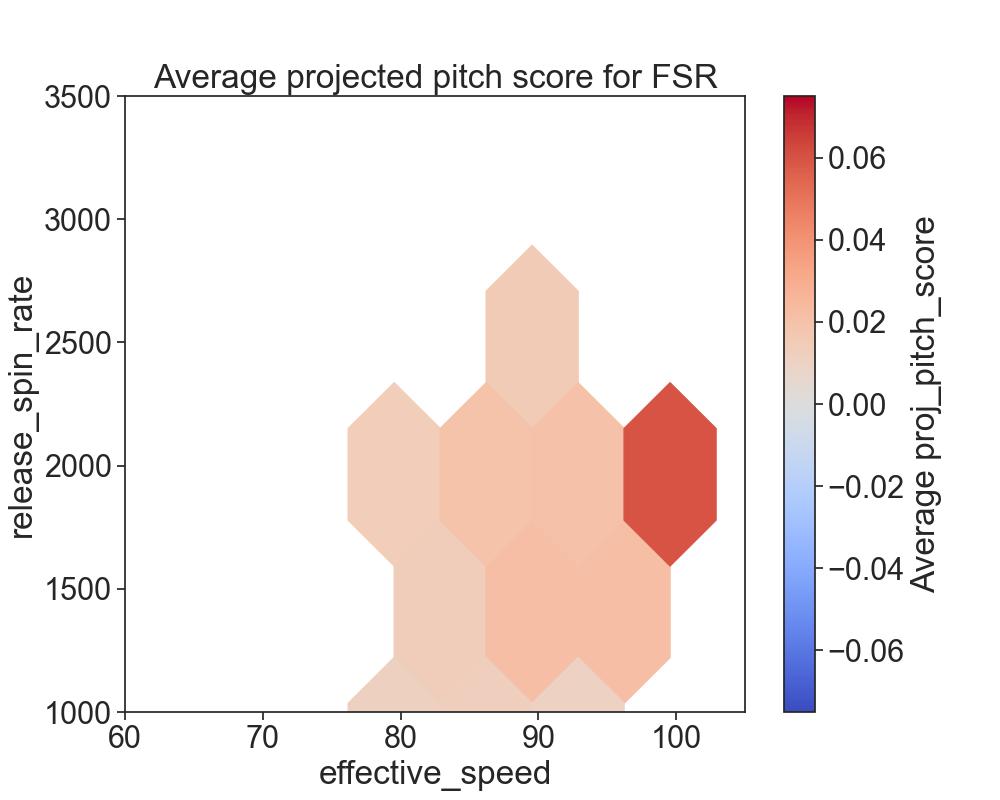 Average projected pitch score for FSR
3500
3000
2500
2000
1500
1000
release_spin_rate
60 70 80 90 100
effective_speed
0.06
0.04
0.02
0.00
−0.02
−0.04
−0.06
Average proj_pitch_score